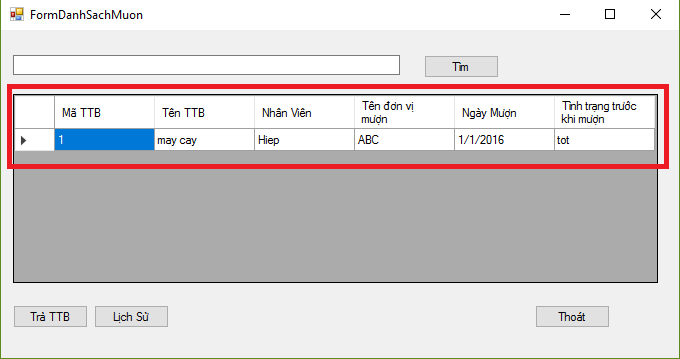 FormDanhSachMuon
Tìm
Mã TTB Tên TTB Nhân Viên Tên đơn vị mượn Ngày Mượn Tình trạng trước khi mượn
1 may cay Hiep ABC 1/1/2016 tot
Trả TTB Lịch Sử Thoát